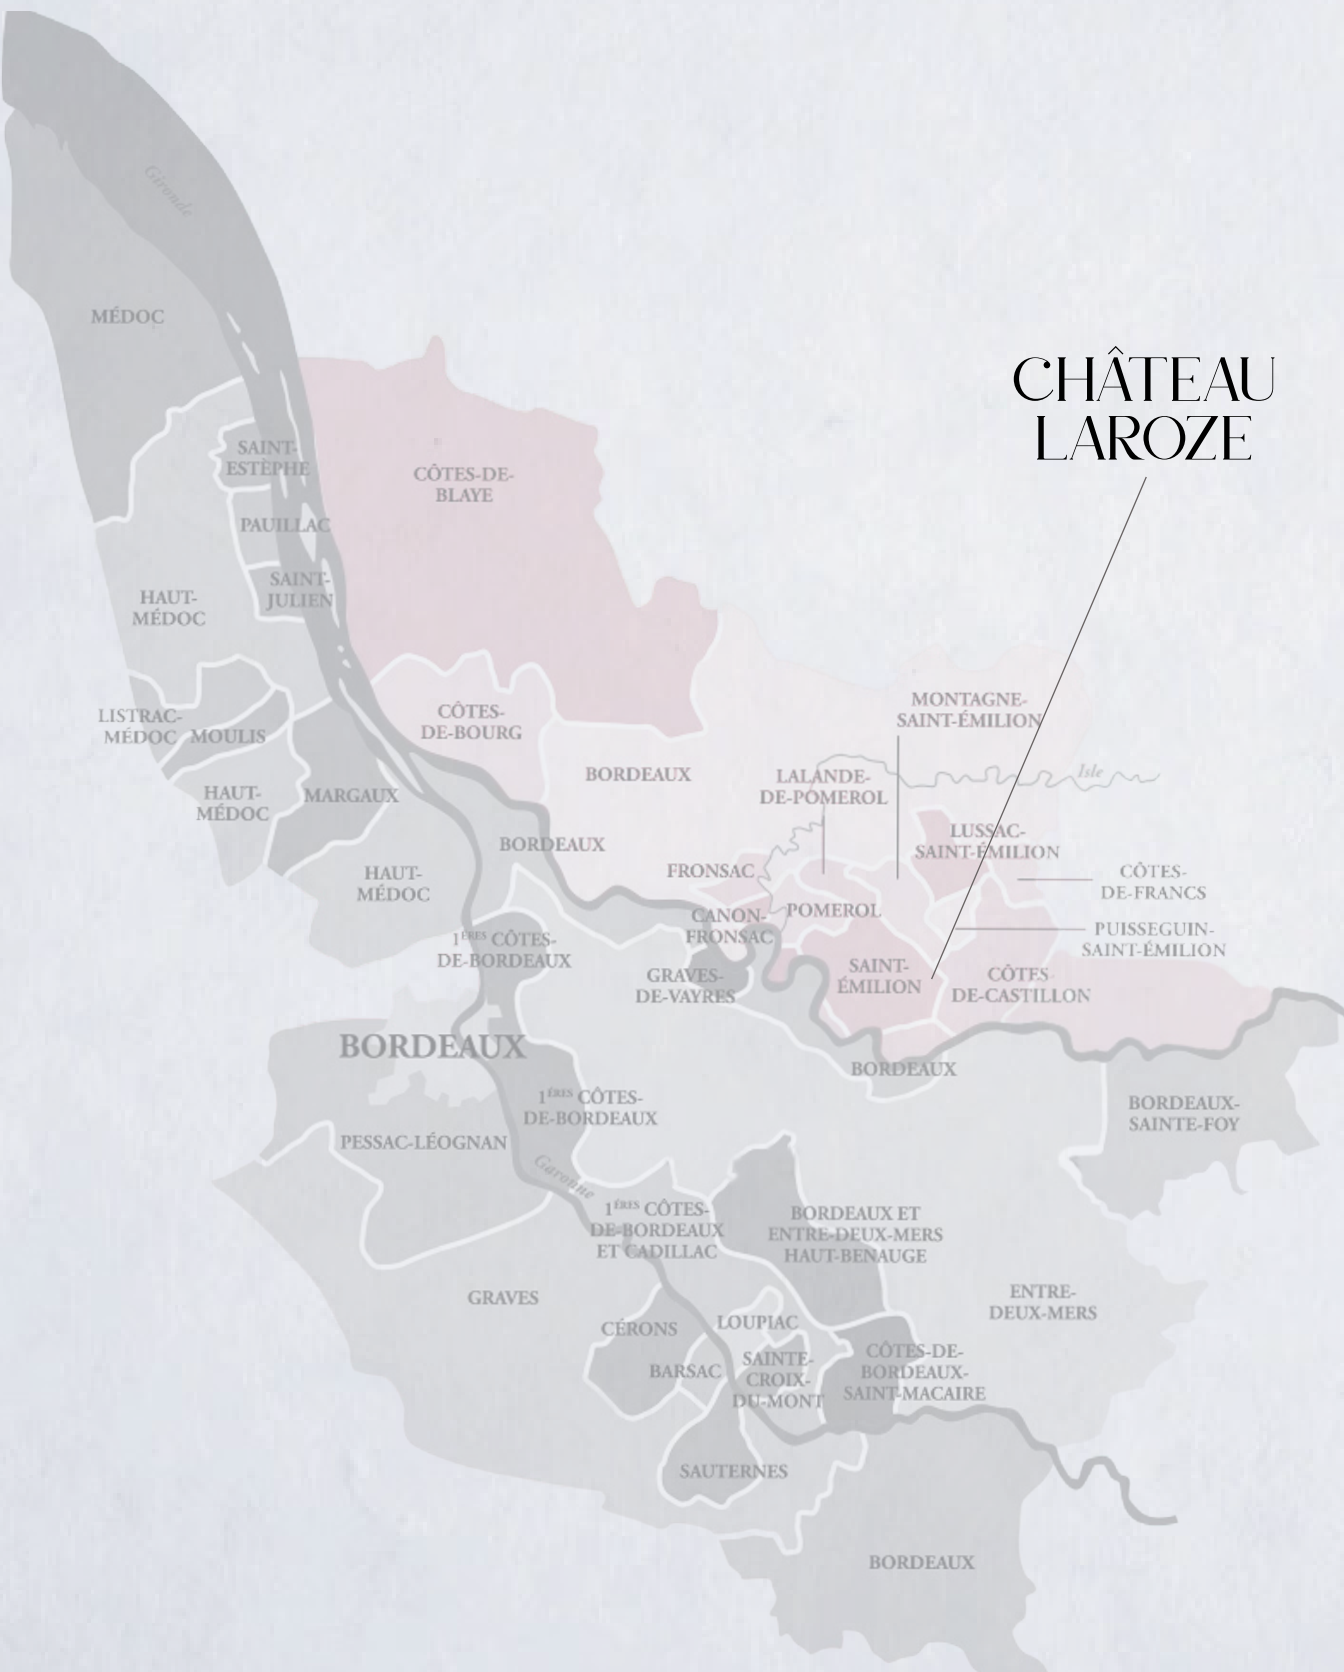 Gironde
MÉDOC
CHÂTEAU
LAROZE
SAINT-
ESTÈPHE
CÔTES-DE-
BLAYE
PAUILLAC
SAINT-
JULIEN
HAUT-
MÉDOC
LISTRAC-
MÉDOC
MOULIS
CÔTES-
DE-BOURG
MONTAGNE-
SAINT-ÉMILION
BORDEAUX
LALANDE-
DE-POMEROL
Isle
HAUT-
MÉDOC
MARGAUX
BORDEAUX
LUSSAC-
SAINT-ÉMILION
FRONSAC
CÔTES-
DE-FRANCS
HAUT-
MÉDOC
CANON-
FRONSAC
POMEROL
PUISSEGUIN-
SAINT-ÉMILION
1ÈRES CÔTES-
DE-BORDEAUX
GRAVES-
DE-VAYRES
SAINT-
ÉMILION
CÔTES
DE-CASTILLON
BORDEAUX
BORDEAUX
1ÈRES CÔTES-
DE-BORDEAUX
BORDEAUX-
SAINTE-FOY
PESSAC-LÉOGNAN
Garonne
1ÈRES CÔTES-
DE-BORDEAUX
ET CADILLAC
BORDEAUX ET
ENTRE-DEUX-MERS
HAUT-BENAUGE
GRAVES
ENTRE-
DEUX-MERS
CÉRONS
LOUPIAC
BARSAC
SAINTE-
CROIX-
DU-MONT
CÔTES-DE-
BORDEAUX-
SAINT-MACAIRE
SAUTERNES
BORDEAUX